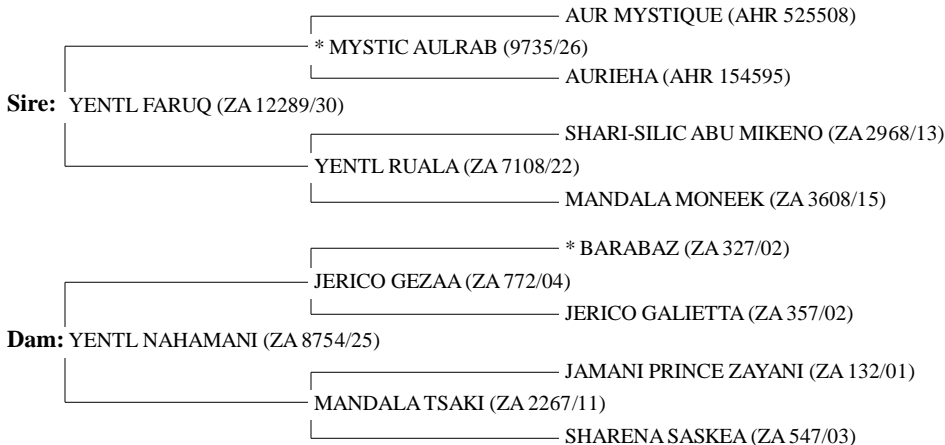 AUR MYSTIQUE (AHR 525508)
* MYSTIC AULRAB (9735/26)
AURIEHA (AHR 154595)
Sire: YENTL FARUQ (ZA 12289/30)
SHARI-SILIC ABU MIKENO (ZA 2968/13)
YENTL RUALA (ZA 7108/22)
MANDALA MONEEK (ZA 3608/15)
* BARABAZ (ZA 327/02)
JERICO GEZAA (ZA 772/04)
JERICO GALIETTA (ZA 357/02)
Dam: YENTL NAHAMANI (ZA 8754/25)
JAMANI PRINCE ZAYANI (ZA 132/01)
MANDALA TSAKI (ZA 2267/11)
SHARENA SASKEA (ZA 547/03)